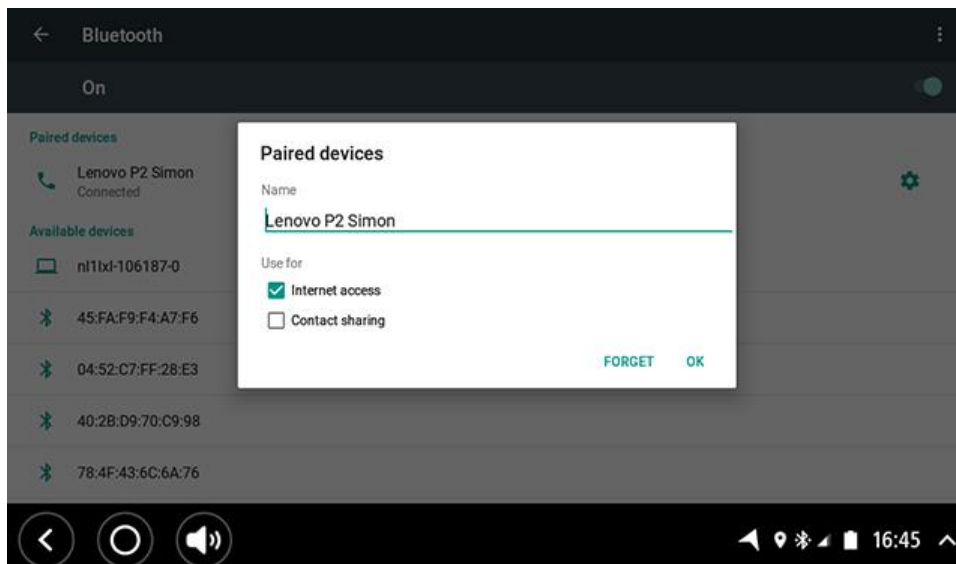 Bluetooth
On
Paired devices
Lenovo P2 Simon
Connected
Available devices
nl1lxl-106187-0
45:FA:F9:F4:A7:F6
04:52:C7:FF:28:E3
40:2B:D9:70:C9:98
78:4F:43:6C:6A:76
Paired devices
Name
Lenovo P2 Simon
Use for
Internet access
Contact sharing
FORGET OK
16:45